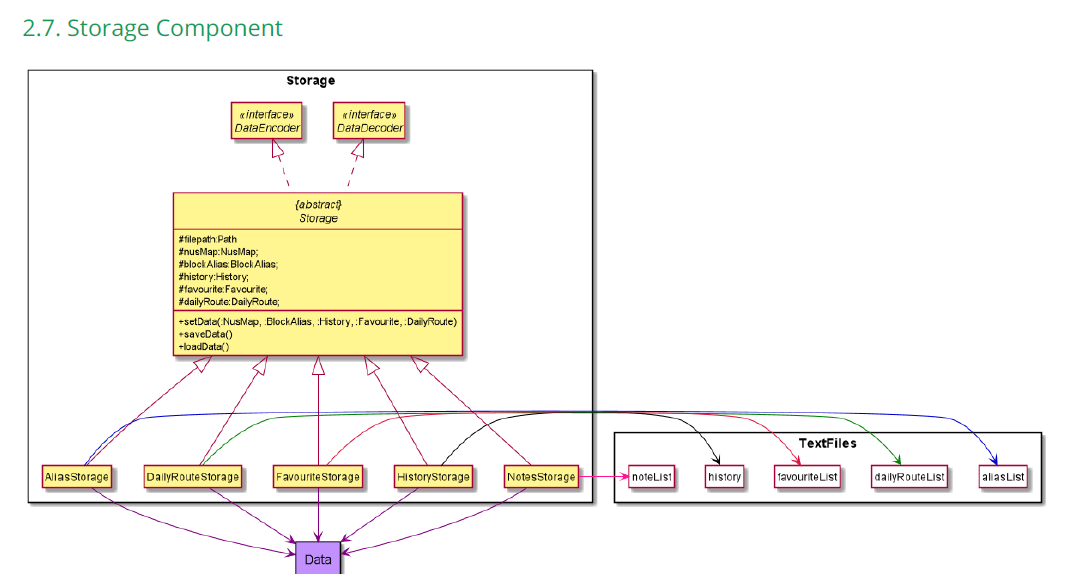 2.7. Storage Component
Storage
«interface»
DataEncoder
«interface»
DataDecoder
{abstract}
Storage
#filepath:Path
#nusMap:NusMap;
#blockAlias:BlockAlias;
#history:History;
#favourite:Favourite;
#dailyRoute:DailyRoute;
+setData(:NusMap, :BlockAlias, :History, :Favourite, :DailyRoute)
+saveData()
+loadData()
TextFiles
AliasStorage
DailyRouteStorage
FavouriteStorage
HistoryStorage
NotesStorage
noteList
history
favouriteList
dailyRouteList
aliasList
Data